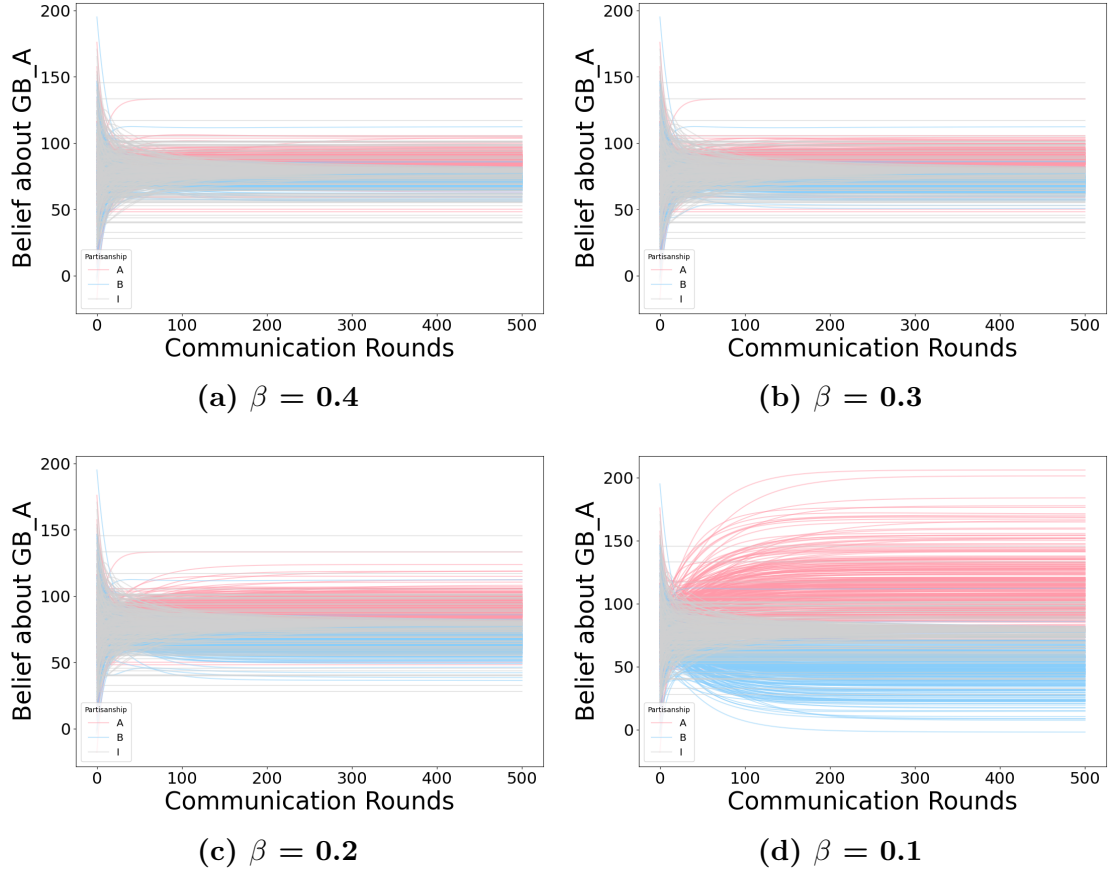 200
150
100
50
0
Belief about GB_A
Partisanship
A
B
I
0 100 200 300 400 500
Communication Rounds
(a) β = 0.4
200
150
100
50
0
Belief about GB_A
Partisanship
A
B
I
0 100 200 300 400 500
Communication Rounds
(b) β = 0.3
200
150
100
50
0
Belief about GB_A
Partisanship
A
B
I
0 100 200 300 400 500
Communication Rounds
(c) β = 0.2
200
150
100
50
0
Belief about GB_A
Partisanship
A
B
I
0 100 200 300 400 500
Communication Rounds
(d) β = 0.1